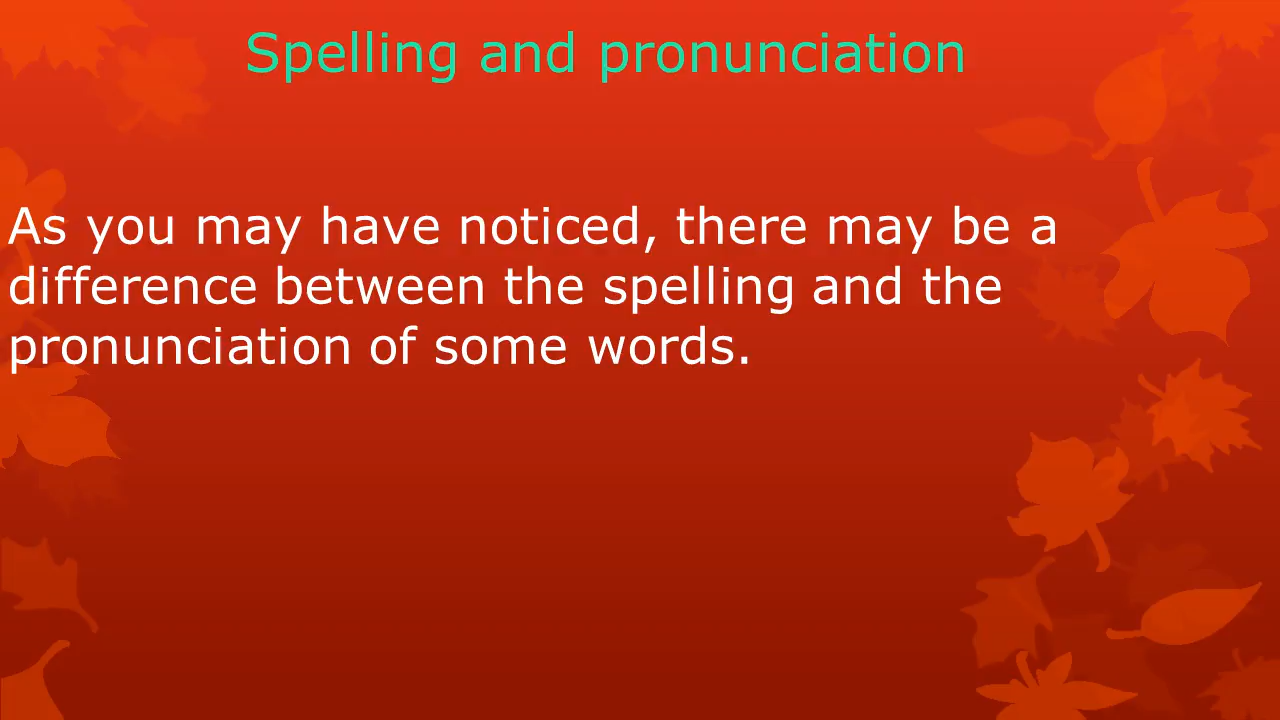 Spelling and pronunciation
As you may have noticed, there may be a
difference between the spelling and the
pronunciation of some words.